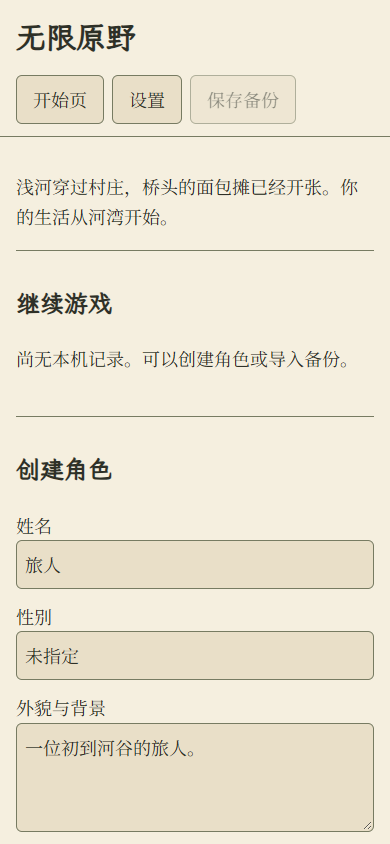 无限原野
开始页 设置 保存备份
浅河穿过村庄，桥头的面包摊已经开张。你
的生活从河湾开始。
继续游戏
尚无本机记录。可以创建角色或导入备份。
创建角色
姓名
旅人
性别
未指定
外貌与背景
一位初到河谷的旅人。